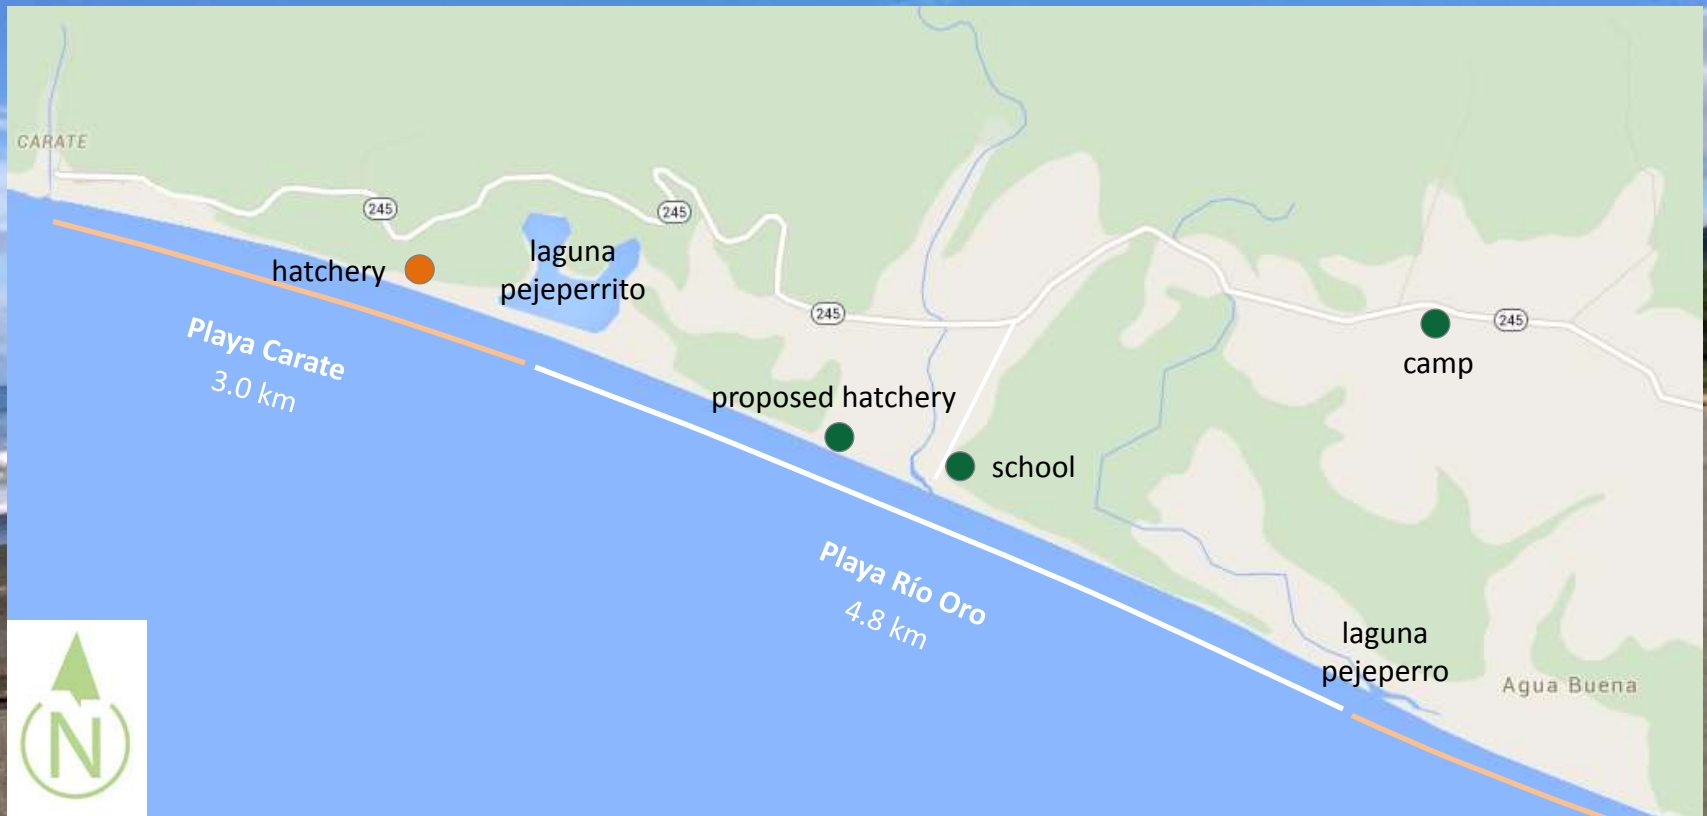 CARATE
245
245
hatchery
laguna
pejeperrito
245
245
Playa Carate
3.0 km
camp
proposed hatchery
school
Playa Río Oro
4.8 km
laguna
pejeperro
Agua Buena
N